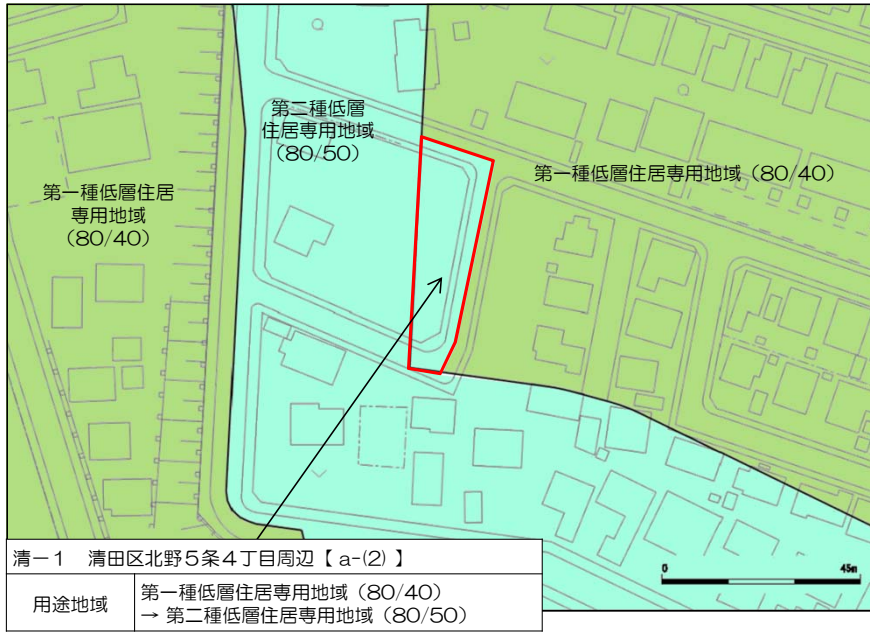 第二種低層
住居専用地域
（80/50）
第一種低層住居
専用地域
（80/40）
第一種低層住居専用地域（80/40）
0 45m
清－1 清田区北野5条4丁目周辺【 a-(2) 】
用途地域
第一種低層住居専用地域（80/40）
→ 第二種低層住居専用地域（80/50）